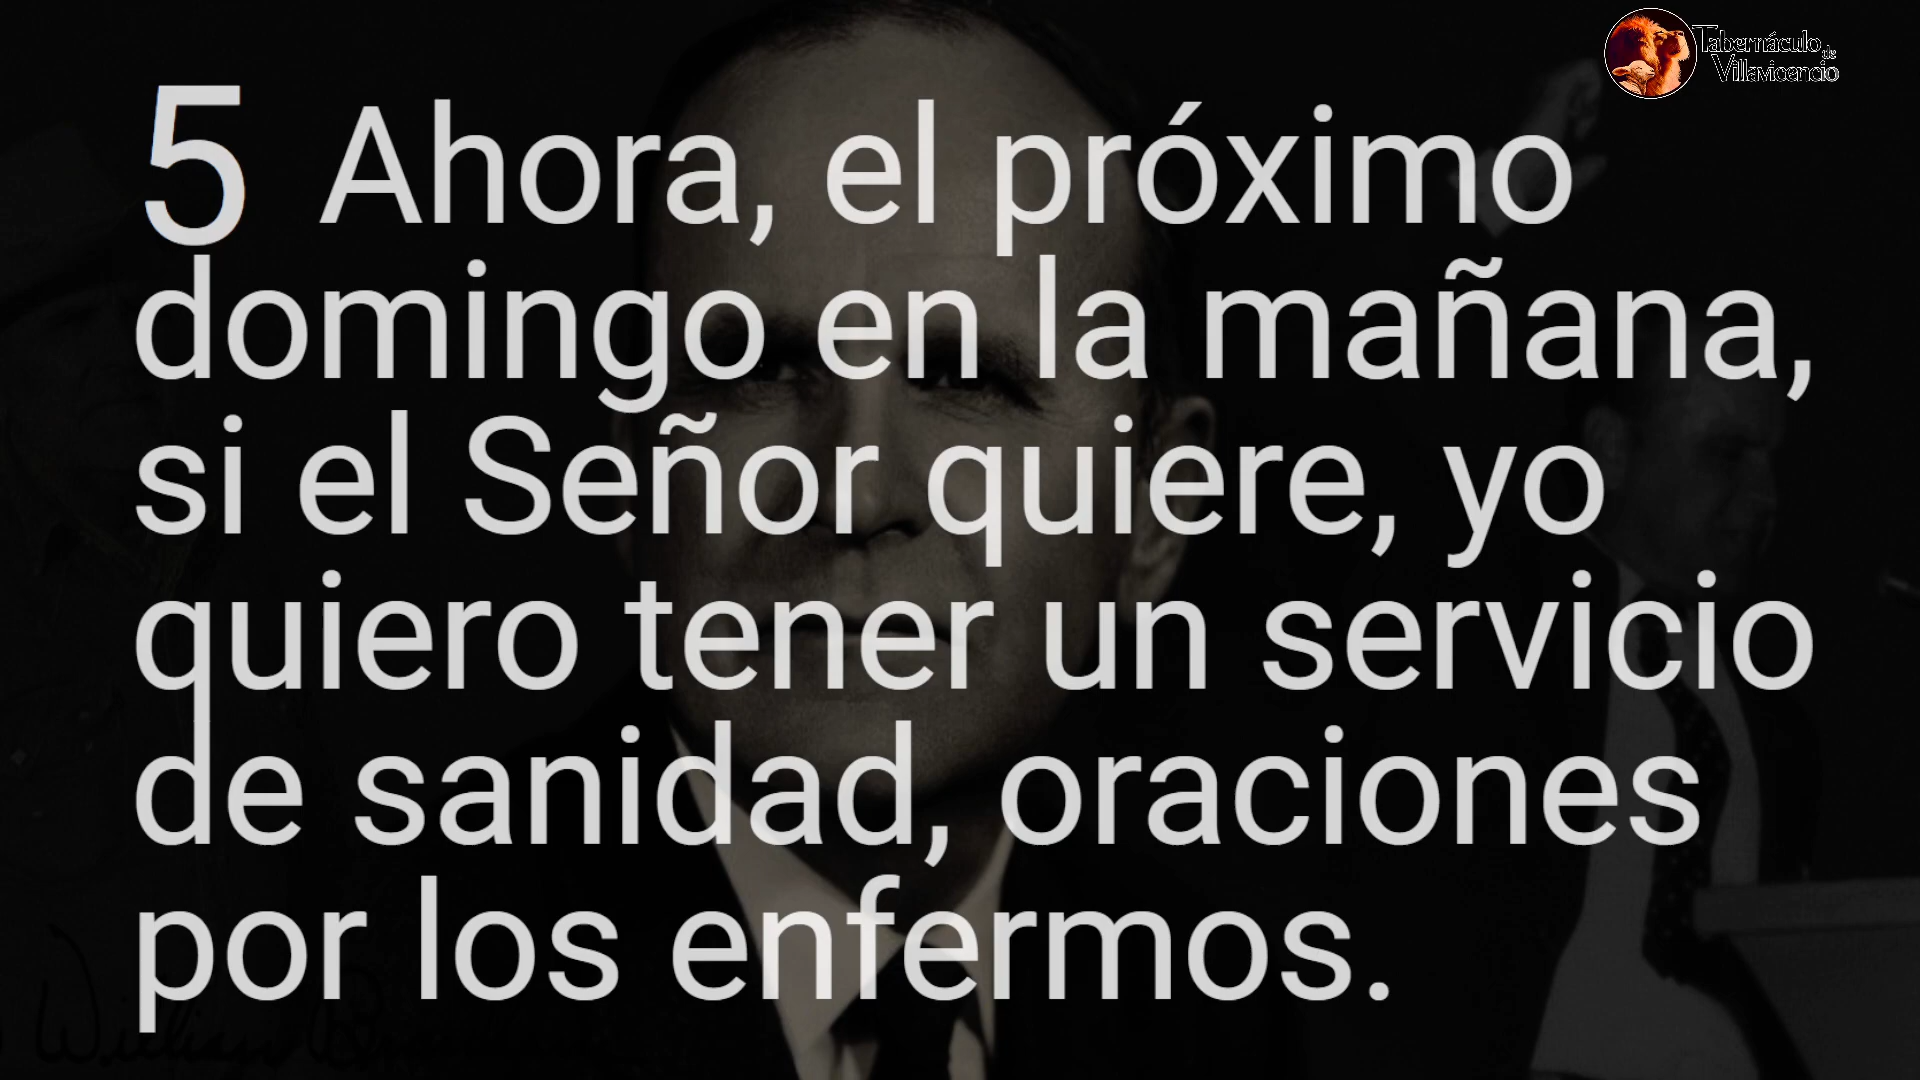 Tabernáculo de
Villavicencio
5 Ahora, el próximo
domingo en la mañana,
si el Señor quiere, yo
quiero tener un servicio
de sanidad, oraciones
por los enfermos.
William